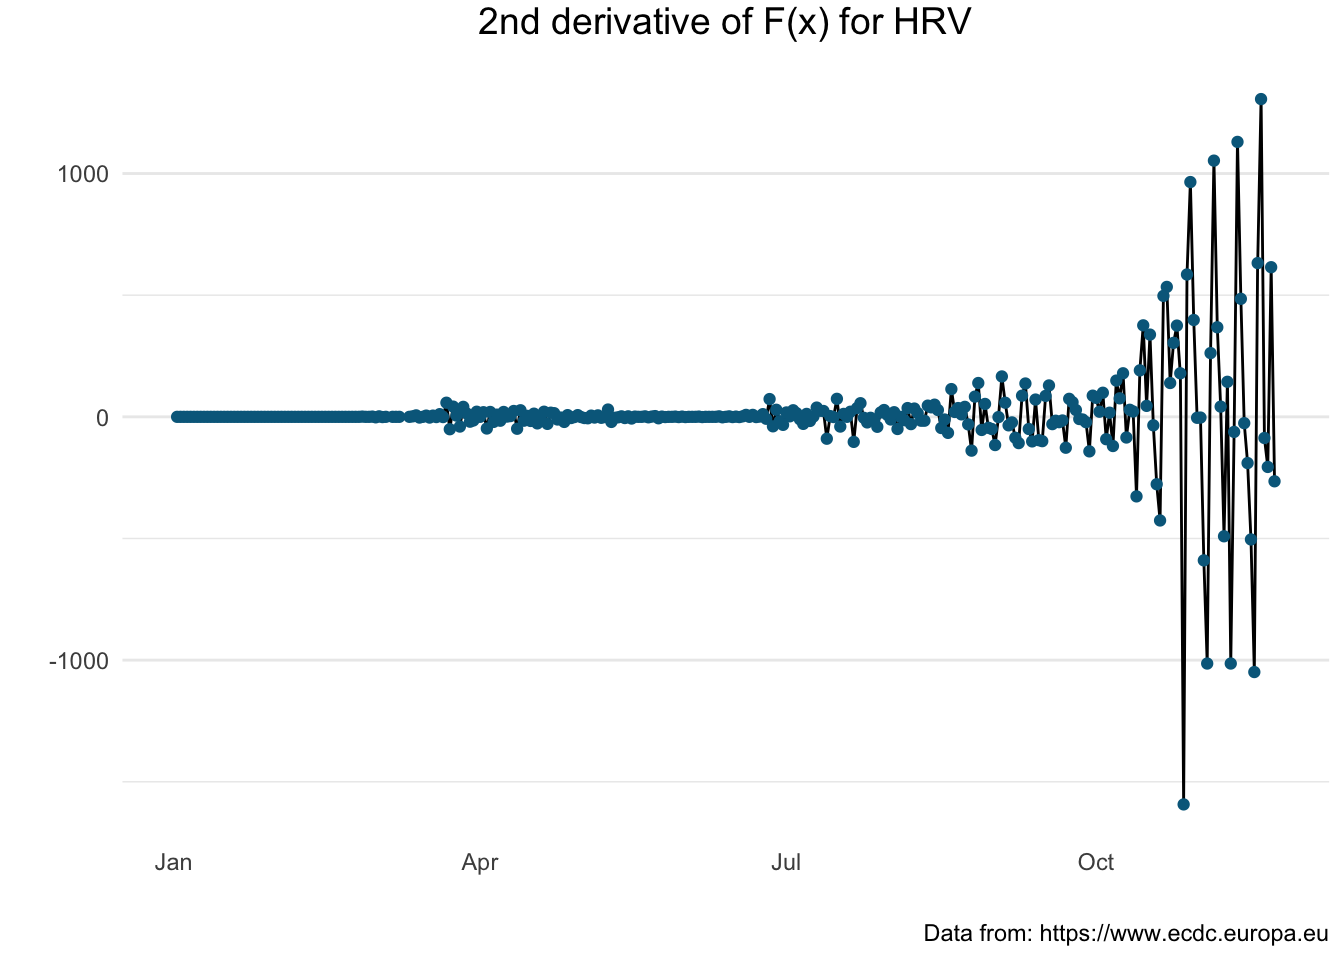 2nd derivative of F(x) for HRV
1000
0
-1000
Jan Apr Jul Oct
Data from: https://www.ecdc.europa.eu